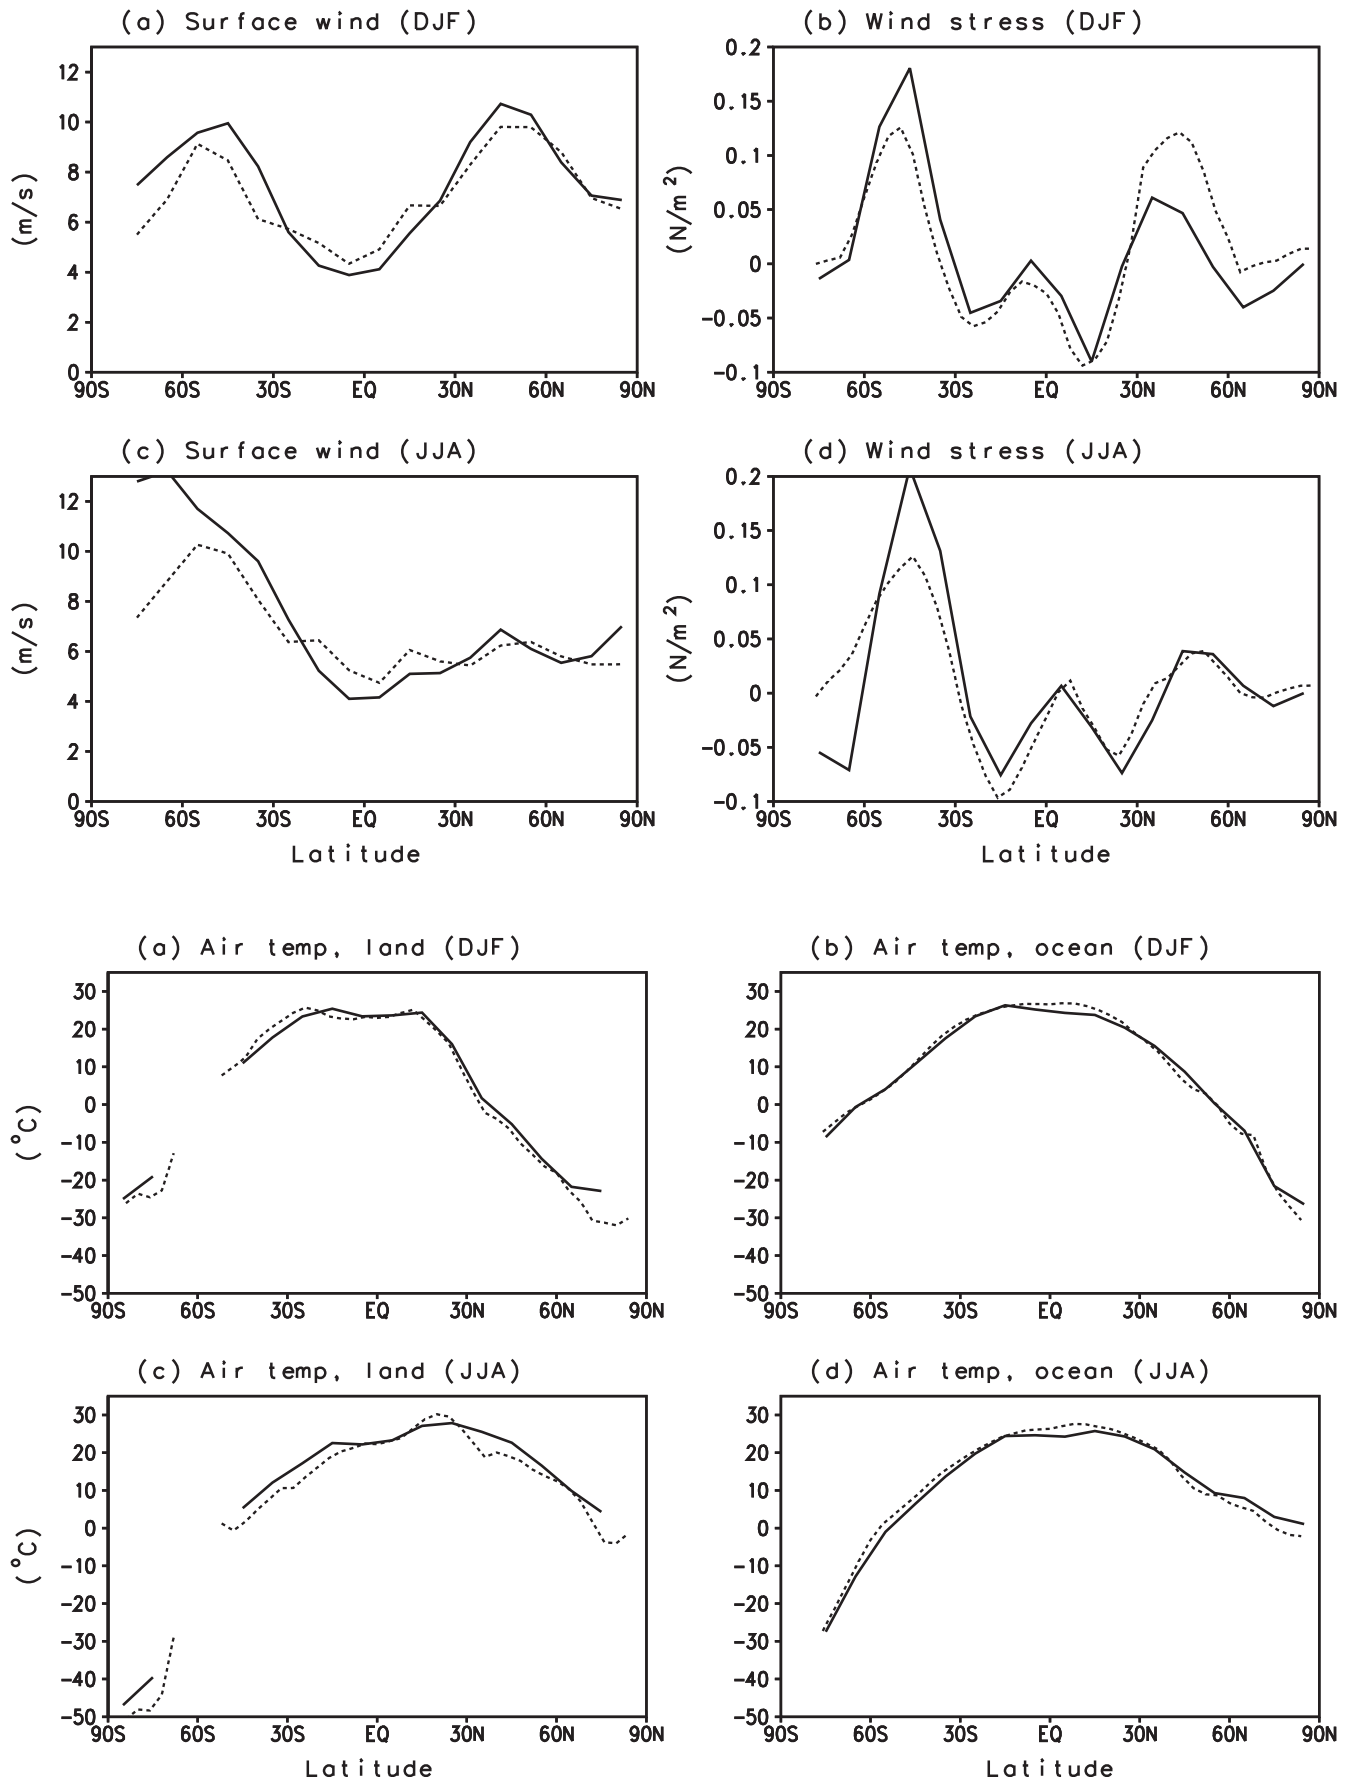 (a) Surface wind (DJF)
12
10
8
6
4
2
0
(m/s)
90S 60S 30S EQ 30N 60N 90N
(b) Wind stress (DJF)
0.2
0.15
0.1
0.05
0
-0.05
-0.1
(N/m²)
90S 60S 30S EQ 30N 60N 90N
(c) Surface wind (JJA)
12
10
8
6
4
2
0
(m/s)
90S 60S 30S EQ 30N 60N 90N
Latitude
(d) Wind stress (JJA)
0.2
0.15
0.1
0.05
0
-0.05
-0.1
(N/m²)
90S 60S 30S EQ 30N 60N 90N
Latitude
(a) Air temp, land (DJF)
30
20
10
0
-10
-20
-30
-40
-50
(°C)
90S 60S 30S EQ 30N 60N 90N
(b) Air temp, ocean (DJF)
30
20
10
0
-10
-20
-30
-40
-50
90S 60S 30S EQ 30N 60N 90N
(c) Air temp, land (JJA)
30
20
10
0
-10
-20
-30
-40
-50
(°C)
90S 60S 30S EQ 30N 60N 90N
Latitude
(d) Air temp, ocean (JJA)
30
20
10
0
-10
-20
-30
-40
-50
90S 60S 30S EQ 30N 60N 90N
Latitude